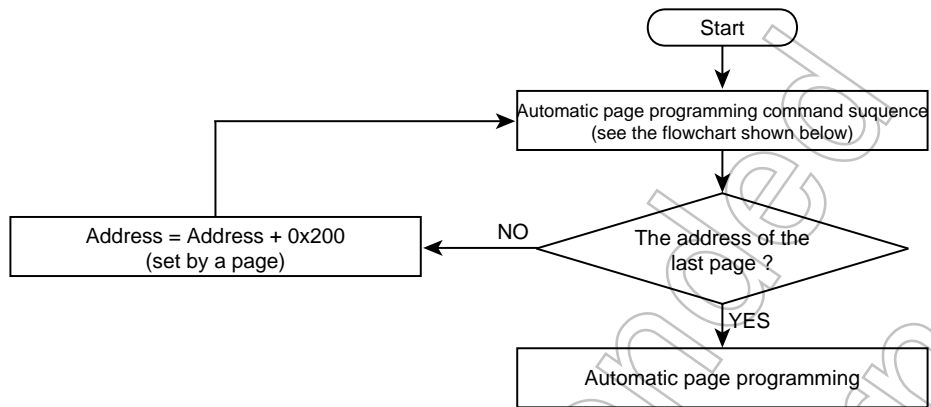 Start
Automatic page programming command suquence
(see the flowchart shown below)
Address = Address + 0x200
(set by a page)
NO
The address of the
last page ?
YES
Automatic page programming